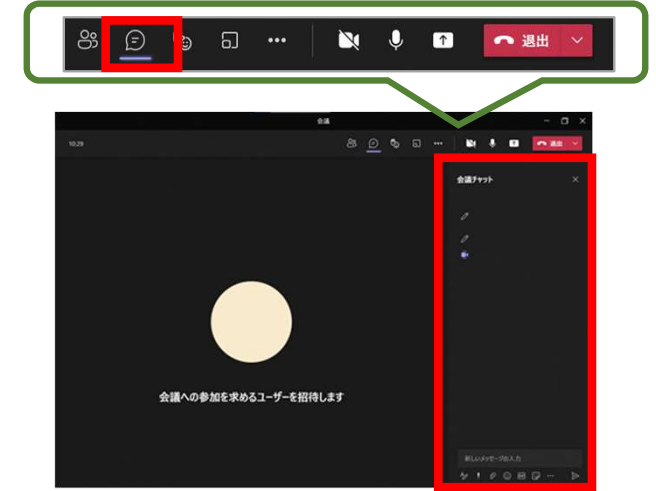 退出
会議
10:29
退出
会議チャット
会議への参加を求めるユーザーを招待します
新しいメッセージの入力